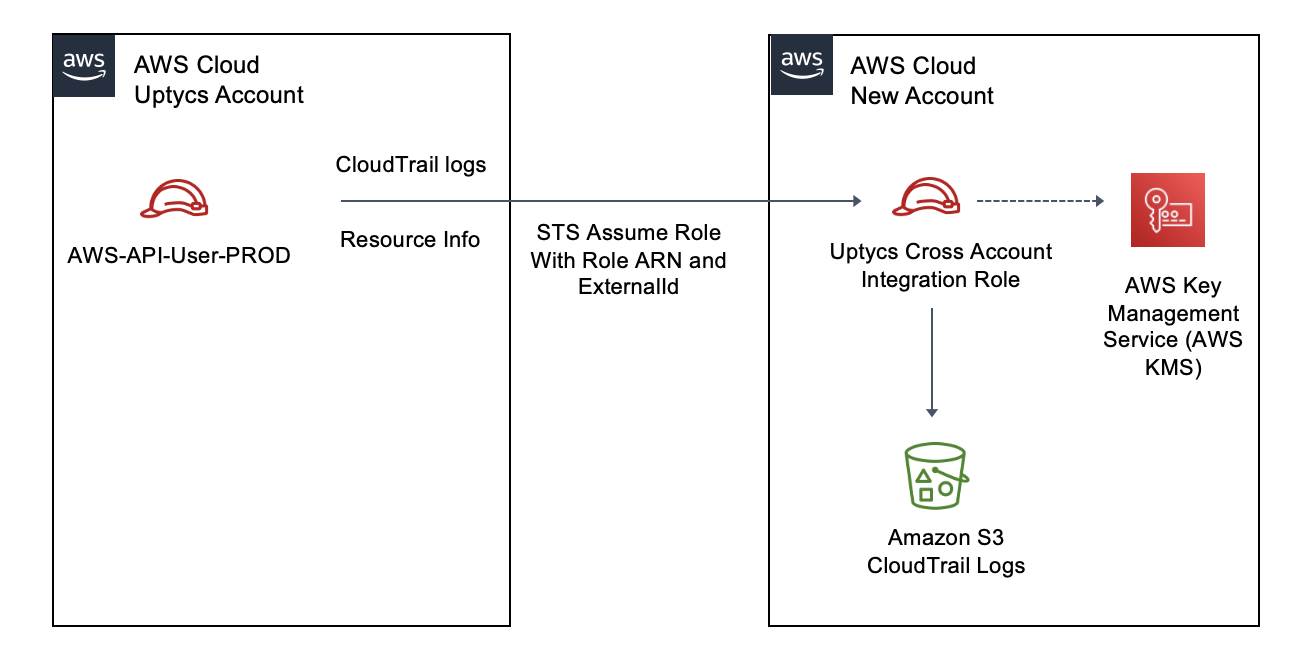 aws
AWS Cloud
Uptycs Account
CloudTrail logs
Resource Info
AWS-API-User-PROD
STS Assume Role
With Role ARN and
ExternalId
aws
AWS Cloud
New Account
Uptycs Cross Account
Integration Role
AWS Key
Management
Service (AWS
KMS)
Amazon S3
CloudTrail Logs